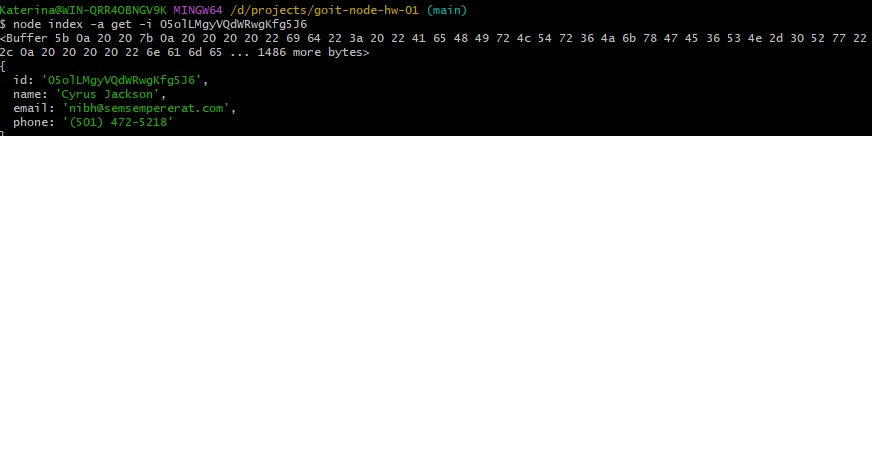 Katerina@WIN-QRR4OBNGV9K MINGW64 /d/projects/goit-node-hw-01 (main)
$ node index -a get -i 05olLMgyVQdWRwgKfg5J6
<Buffer 5b 0a 20 20 7b 0a 20 20 20 20 22 69 64 22 3a 20 22 41 65 48 49 72 4c 54 72 36 4a 6b 78 47 45 36 53 4e 2d 30 52 77 22
2c 0a 20 20 20 20 22 6e 61 6d 65 ... 1486 more bytes>
{
  id: '05olLMgyVQdWRwgKfg5J6',
  name: 'Cyrus Jackson',
  email: 'nibh@semsempererat.com',
  phone: '(501) 472-5218'